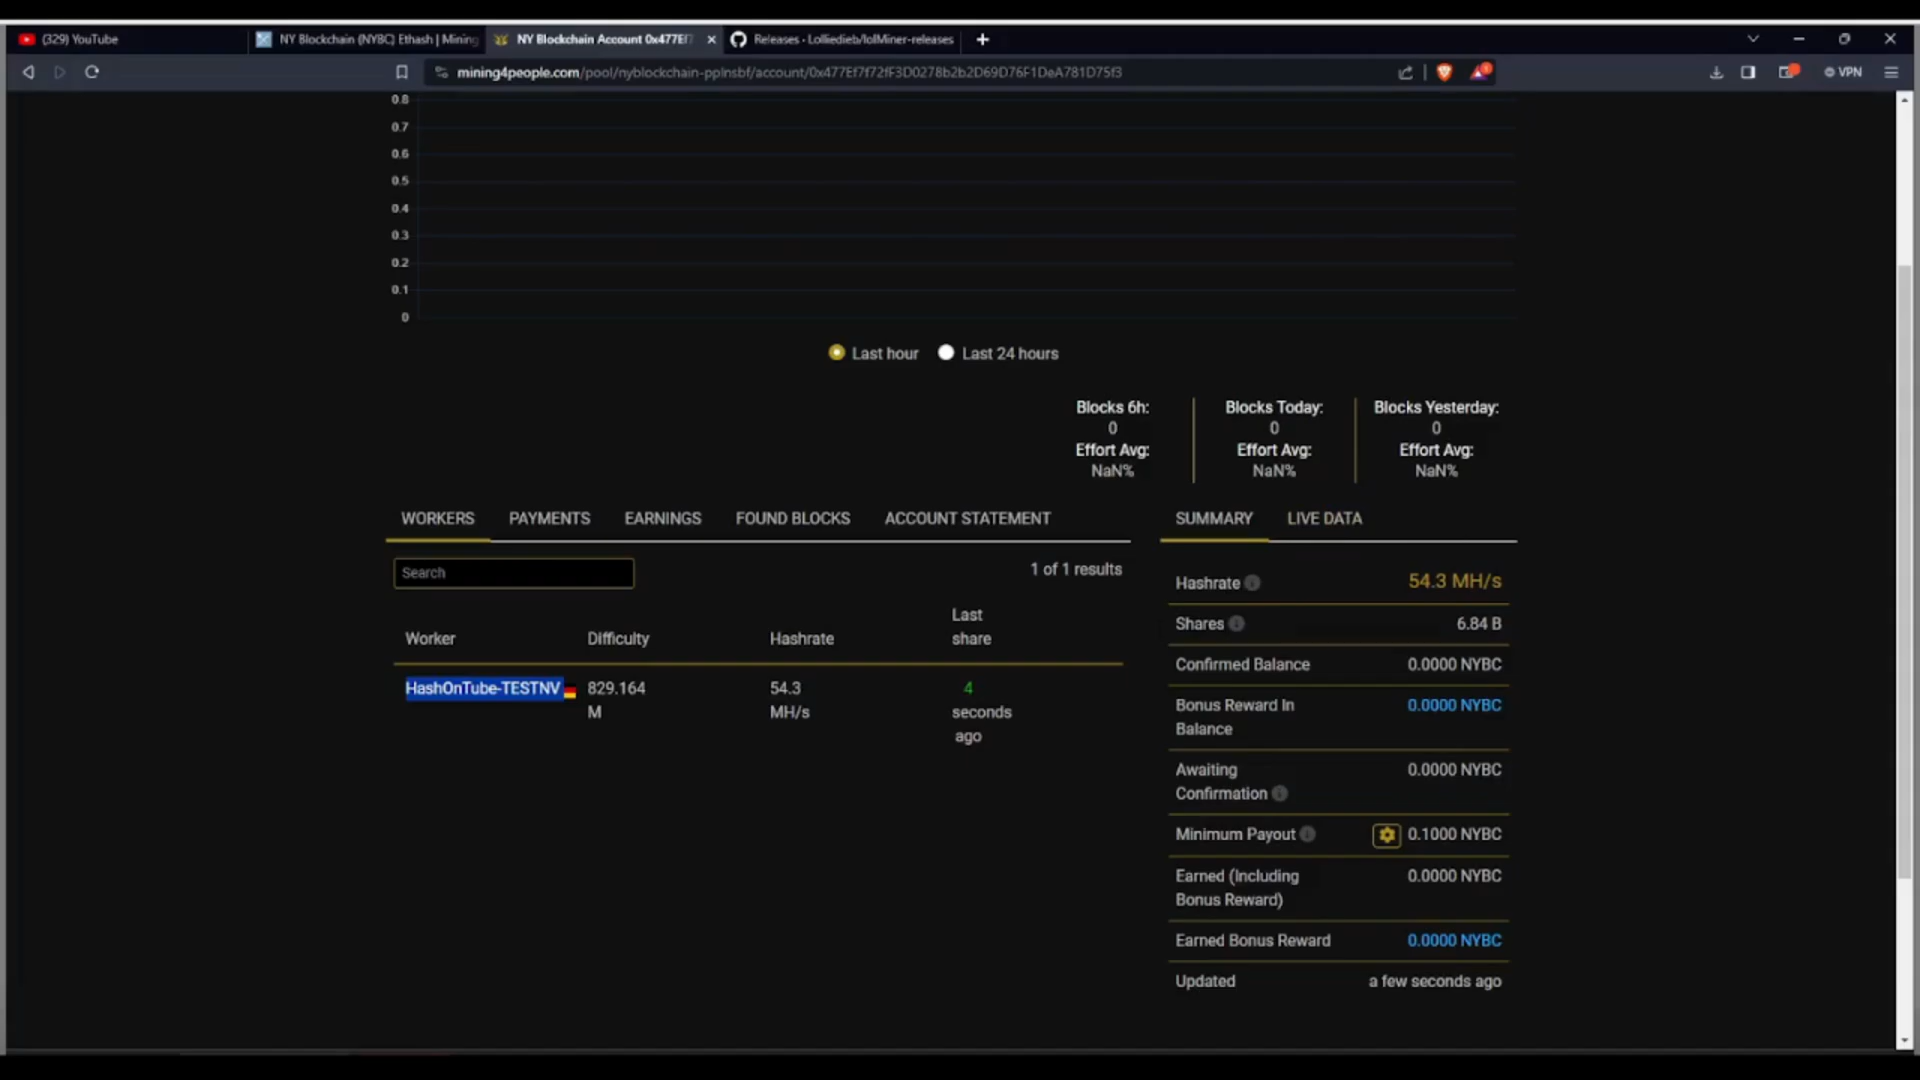 (329) YouTube
NY Blockchain (NYBC) Ethash | Mining
NY Blockchain Account 0x477Ef7
Releases · Lolliedieb/lolMiner-releases
mining4people.com/pool/nyblockchain-pplnsbf/account/0x477Ef7f72fF3D0278b2b2D69D76F1DeA781D75f3
VPN
0.8
0.7
0.6
0.5
0.4
0.3
0.2
0.1
0
Last hour
Last 24 hours
Blocks 6h:
0
Effort Avg:
NaN%
Blocks Today:
0
Effort Avg:
NaN%
Blocks Yesterday:
0
Effort Avg:
NaN%
WORKERS PAYMENTS EARNINGS FOUND BLOCKS ACCOUNT STATEMENT
Search
1 of 1 results
Worker Difficulty Hashrate Last share
HashOnTube-TESTNV
829.164
M
54.3
MH/s
4
seconds
ago
SUMMARY LIVE DATA
Hashrate 54.3 MH/s
Shares 6.84 B
Confirmed Balance 0.0000 NYBC
Bonus Reward In
Balance
0.0000 NYBC
Awaiting
Confirmation
0.0000 NYBC
Minimum Payout 0.1000 NYBC
Earned (Including
Bonus Reward)
0.0000 NYBC
Earned Bonus Reward 0.0000 NYBC
Updated a few seconds ago